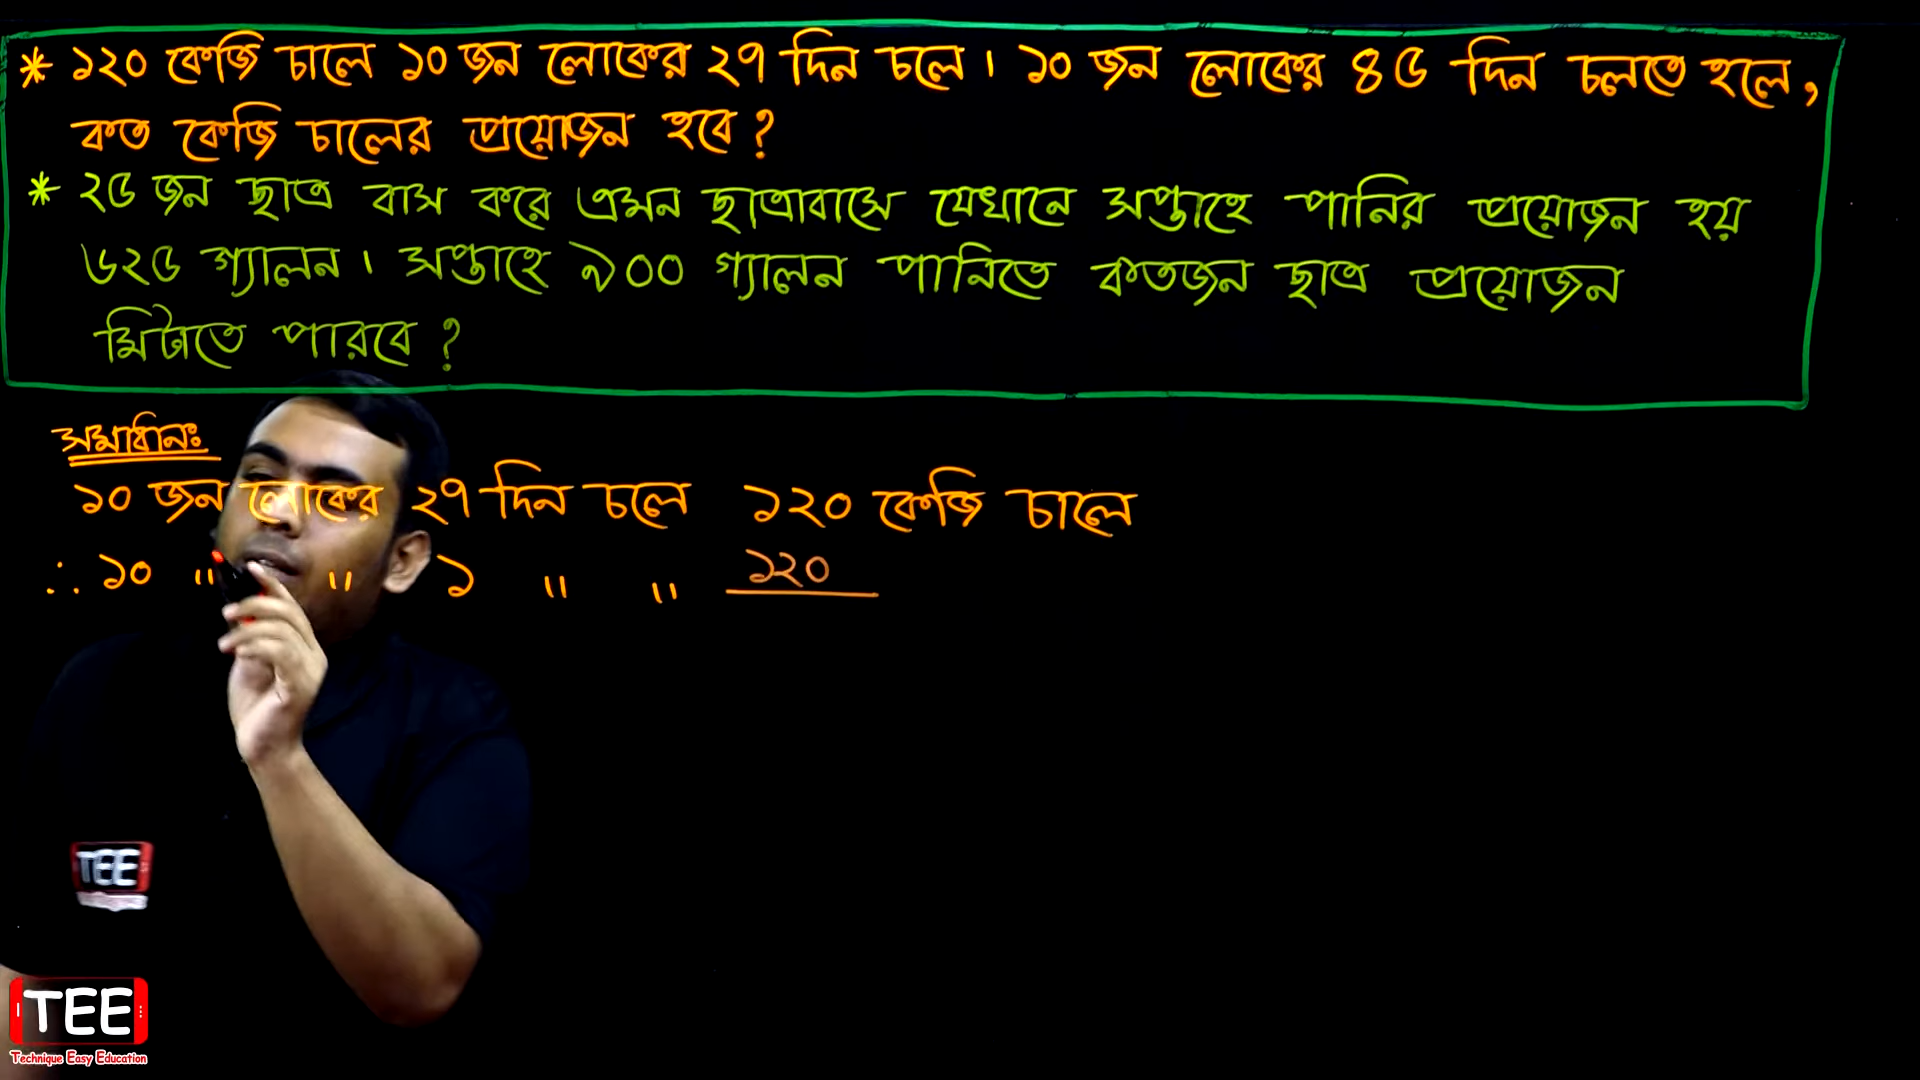 * ১২০ কেজি চালে ১০ জন লোকের ২৭ দিন চলে। ১০ জন লোকের ৪৫ দিন চলতে হলে,
কত কেজি চালের প্রয়োজন হবে?
* ২৫ জন ছাত্র বাস করে এমন ছাত্রাবাসে যেখানে সপ্তাহে পানির প্রয়োজন হয়
৬২৫ গ্যালন। সপ্তাহে ৯০০ গ্যালন পানিতে কতজন ছাত্র প্রয়োজন
মিটাতে পারবে?
সমাধানঃ
১০ জন লোকের ২৭ দিন চলে ১২০ কেজি চালে
∴ ১০ " " ১ " " ১২০
TEE
TEE
Technique Easy Education